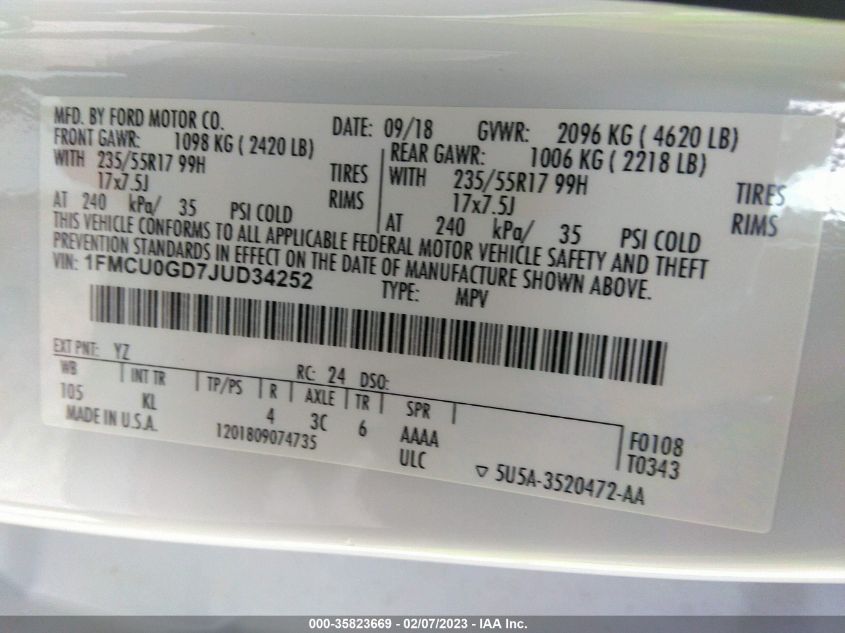 MFD. BY FORD MOTOR CO. DATE: 09/18 GVWR: 2096 KG ( 4620 LB)
FRONT GAWR: 1098 KG ( 2420 LB) REAR GAWR: 1006 KG ( 2218 LB)
WITH 235/55R17 99H TIRES WITH 235/55R17 99H TIRES
17x7.5J RIMS 17x7.5J RIMS
AT 240 kPa/ 35 PSI COLD AT 240 kPa/ 35 PSI COLD
THIS VEHICLE CONFORMS TO ALL APPLICABLE FEDERAL MOTOR VEHICLE SAFETY AND THEFT
PREVENTION STANDARDS IN EFFECT ON THE DATE OF MANUFACTURE SHOWN ABOVE.
VIN: 1FMCU0GD7JUD34252 TYPE: MPV
EXT PNT: YZ RC: 24 DSO:
WB INT TR TP/PS R AXLE TR SPR
105 KL 4 3C 6 AAAA F0108
MADE IN U.S.A. 1201809074735 ULC T0343
5U5A-3520472-AA
000-35823669 - 02/07/2023 - IAA Inc.